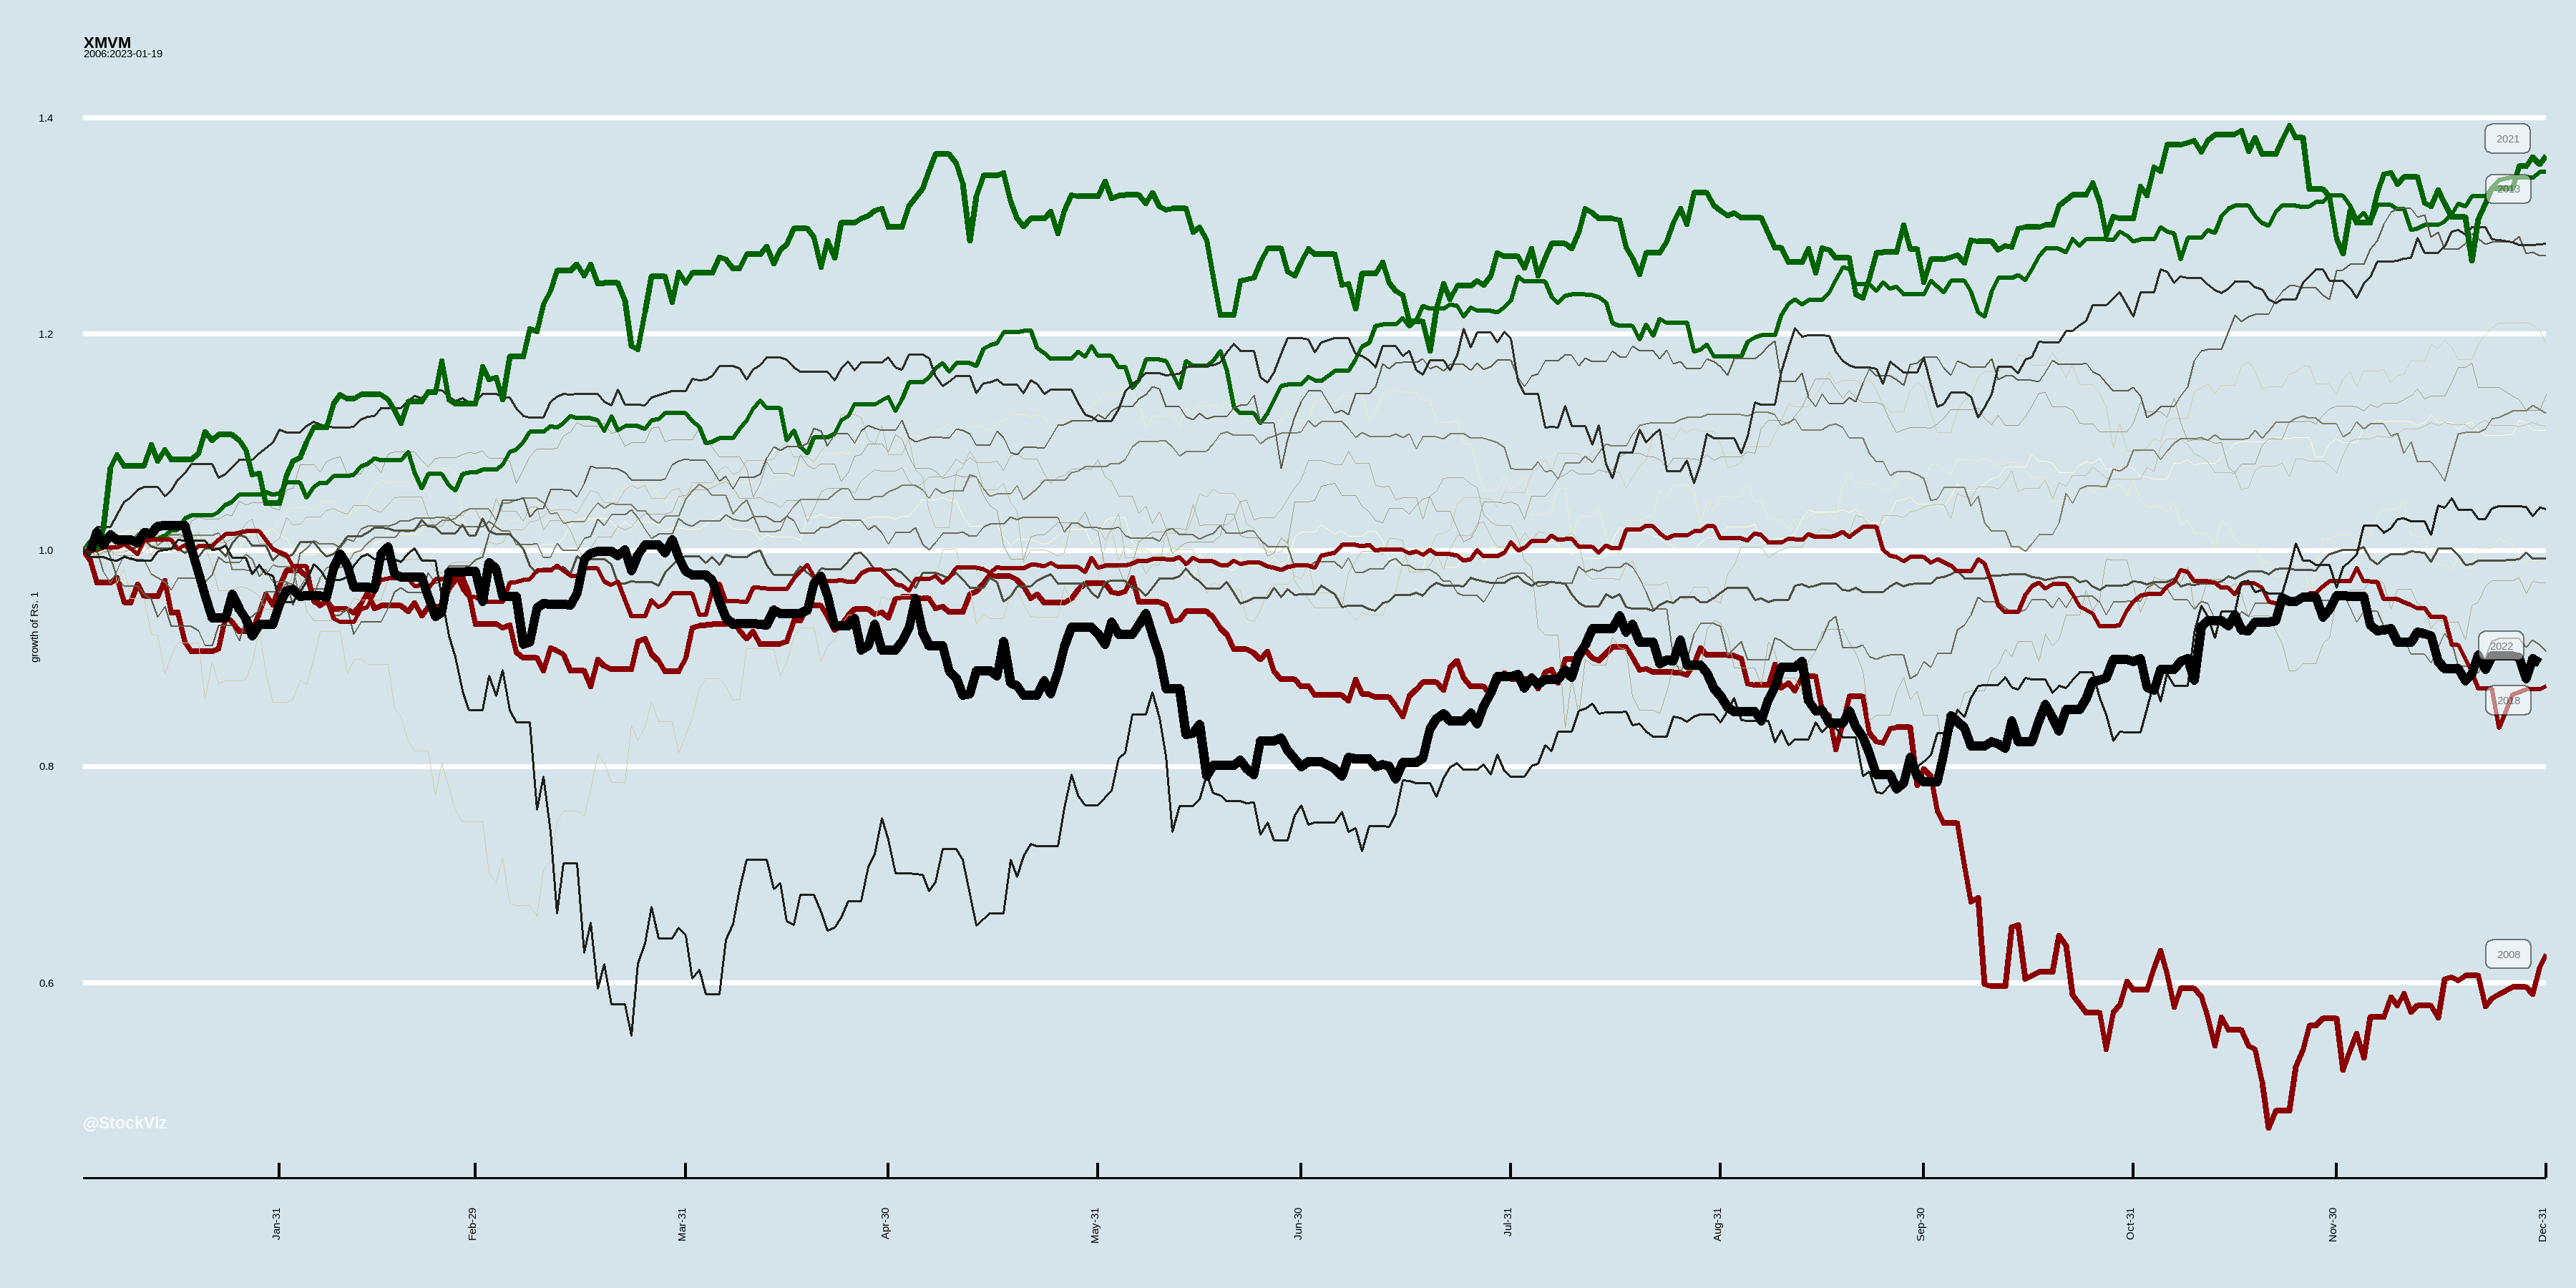 XMVM
2006:2023-01-19
1.4
1.2
1.0
0.8
0.6
growth of Rs. 1
2021
2013
2022
2018
2008
@StockViz
Jan-31
Feb-29
Mar-31
Apr-30
May-31
Jun-30
Jul-31
Aug-31
Sep-30
Oct-31
Nov-30
Dec-31